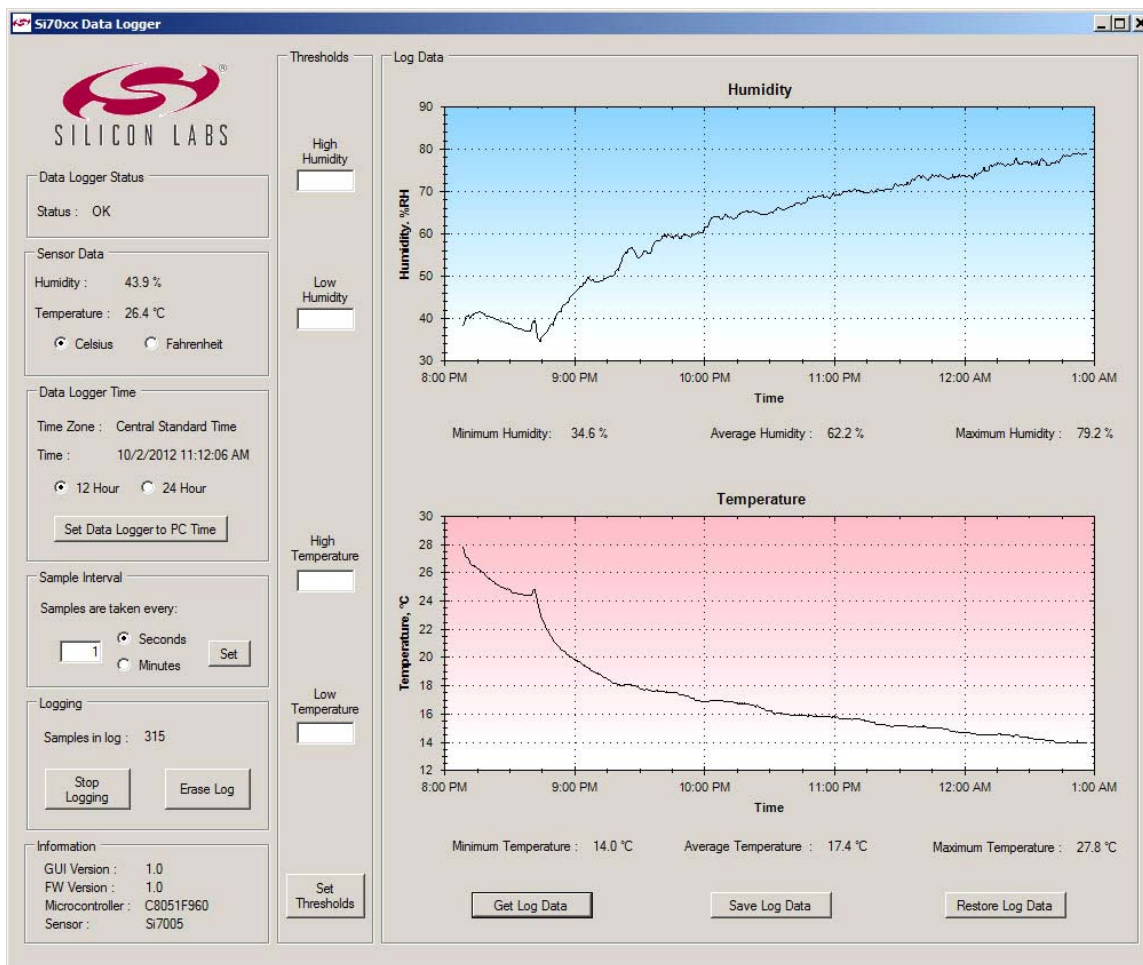 Si70xx Data Logger
SILICON LABS
®
Data Logger Status
Status : OK
Sensor Data
Humidity : 43.9 %
Temperature : 26.4 °C
Celsius Fahrenheit
Data Logger Time
Time Zone : Central Standard Time
Time : 10/2/2012 11:12:06 AM
12 Hour 24 Hour
Set Data Logger to PC Time
Sample Interval
Samples are taken every:
1
Seconds
Minutes
Set
Logging
Samples in log : 315
Stop
Logging
Erase Log
Information
GUI Version : 1.0
FW Version : 1.0
Microcontroller : C8051F960
Sensor : Si7005
Thresholds
High
Humidity
Low
Humidity
High
Temperature
Low
Temperature
Set
Thresholds
Log Data
Humidity
Humidity. %RH
90
80
70
60
50
40
30
8:00 PM 9:00 PM 10:00 PM 11:00 PM 12:00 AM 1:00 AM
Time
Minimum Humidity: 34.6 % Average Humidity : 62.2 % Maximum Humidity : 79.2 %
Temperature
Temperature, °C
30
28
26
24
22
20
18
16
14
12
8:00 PM 9:00 PM 10:00 PM 11:00 PM 12:00 AM 1:00 AM
Time
Minimum Temperature : 14.0 °C Average Temperature : 17.4 °C Maximum Temperature : 27.8 °C
Get Log Data Save Log Data Restore Log Data